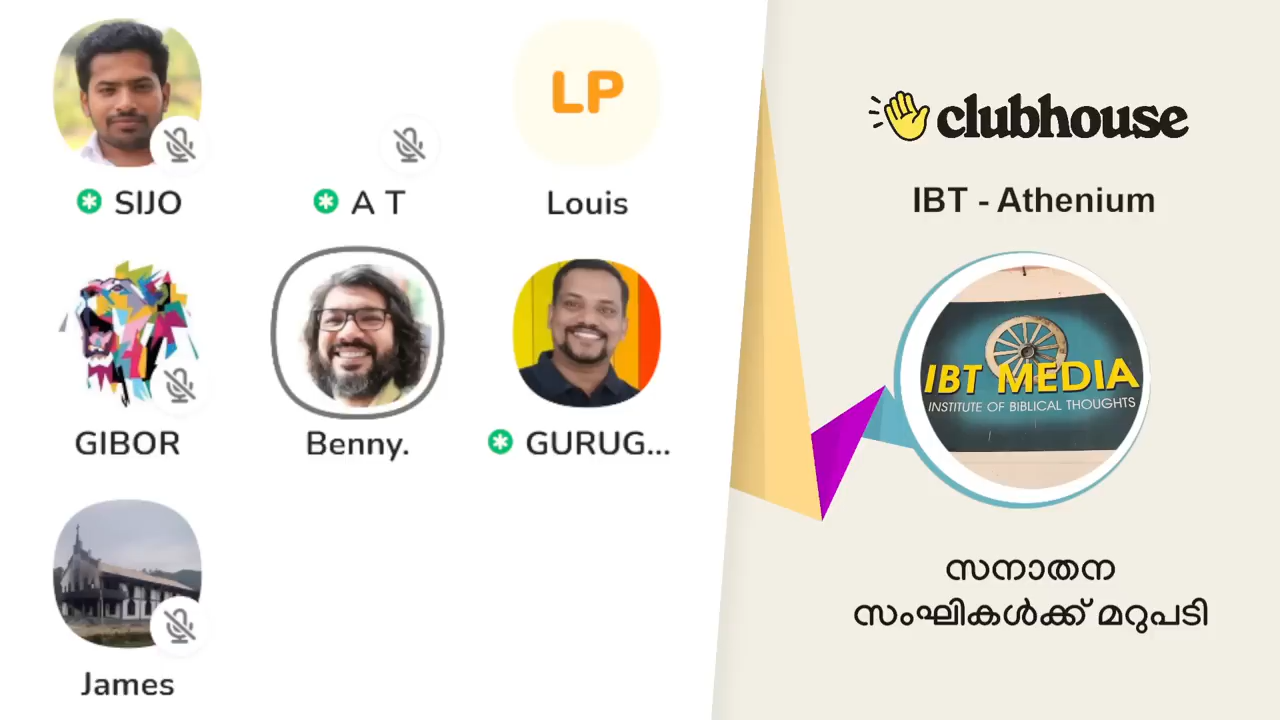 LP
SIJO
A T
Louis
GIBOR
Benny.
GURUG...
James
clubhouse
IBT - Athenium
IBT MEDIA
INSTITUTE OF BIBLICAL THOUGHTS
സനാതന
സംഘികൾക്ക് മറുപടി